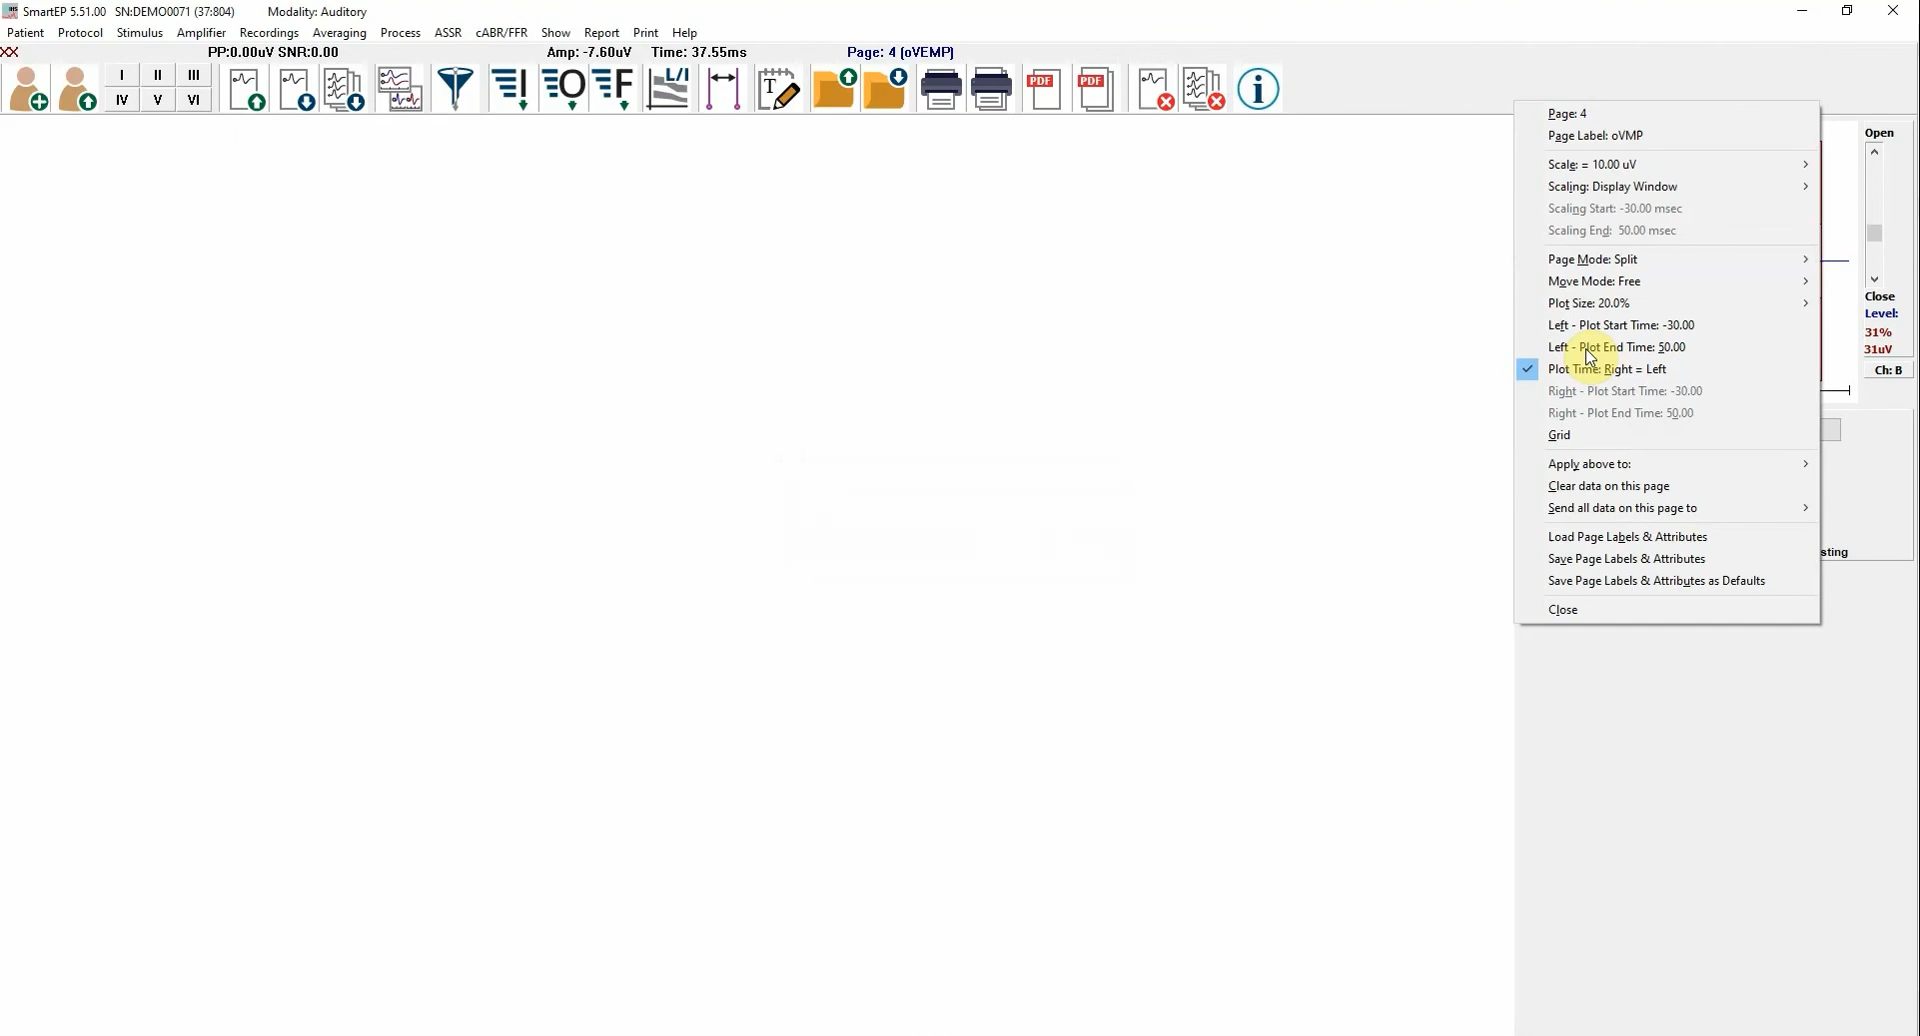 SmartEP 5.51.00 SN:DEMO0071 (37:804) Modality: Auditory
Patient Protocol Stimulus Amplifier Recordings Averaging Process ASSR cABR/FFR Show Report Print Help
XX PP:0.00uV SNR:0.00 Amp: -7.60uV Time: 37.55ms Page: 4 (oVEMP)
I II III
IV V VI
I O F L/I T PDF PDF
Page: 4
Page Label: oVMP
Scale: = 10.00 uV
Scaling: Display Window
Scaling Start: -30.00 msec
Scaling End: 50.00 msec
Page Mode: Split
Move Mode: Free
Plot Size: 20.0%
Left - Plot Start Time: -30.00
Left - Plot End Time: 50.00
Plot Time: Right = Left
Right - Plot Start Time: -30.00
Right - Plot End Time: 50.00
Grid
Apply above to:
Clear data on this page
Send all data on this page to
Load Page Labels & Attributes
Save Page Labels & Attributes
Save Page Labels & Attributes as Defaults
Close
Open
Close
Level:
31%
31uV
Ch: B
sting